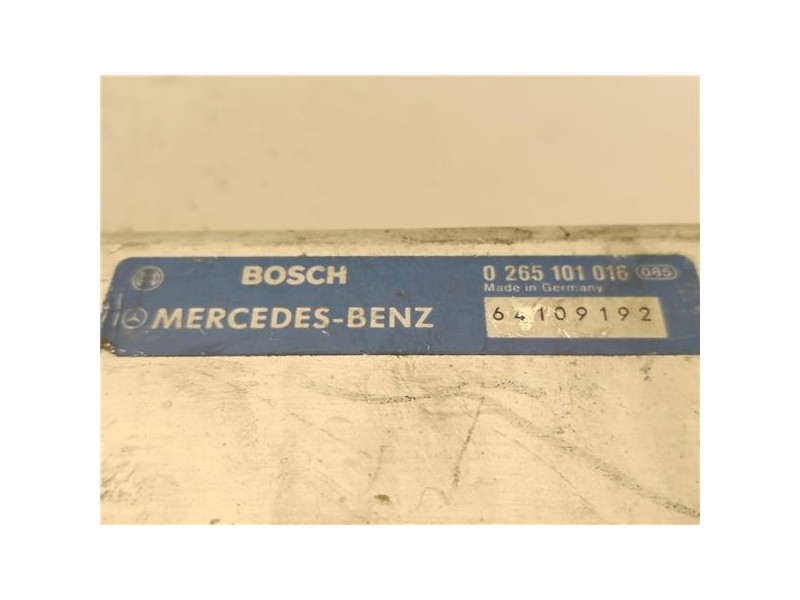 BOSCH 0 265 101 016 085
Made in Germany
MERCEDES-BENZ 64109192